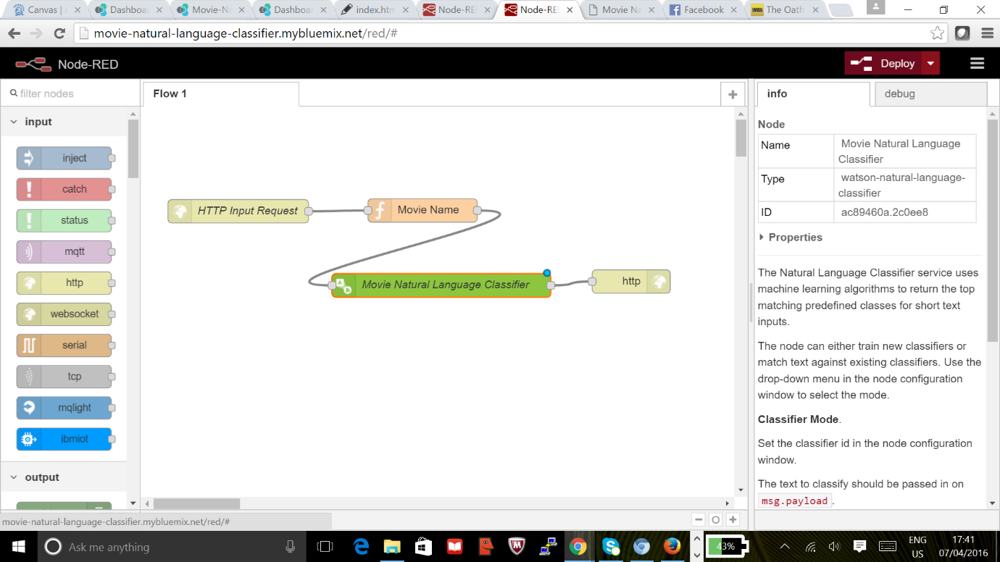 Canvas |
Dashboar
Movie-N
Dashboar
index.htm
Node-RE
Node-RE
Movie Na
Facebook
IMDb
The Oath
movie-natural-language-classifier.mybluemix.net/red/#
Node-RED
Deploy
filter nodes
Flow 1
info
debug
input
inject
catch
status
mqtt
http
websocket
serial
tcp
mqlight
ibmiot
output
HTTP Input Request
Movie Name
Movie Natural Language Classifier
http
Node
Name
Movie Natural Language
Classifier
Type
watson-natural-language-
classifier
ID
ac89460a.2c0ee8
Properties
The Natural Language Classifier service uses
machine learning algorithms to return the top
matching predefined classes for short text
inputs.
The node can either train new classifiers or
match text against existing classifiers. Use the
drop-down menu in the node configuration
window to select the mode.
Classifier Mode.
Set the classifier id in the node configuration
window.
The text to classify should be passed in on
msg.payload.
movie-natural-language-classifier.mybluemix.net/red/#
Ask me anything
43%
ENG
US
17:41
07/04/2016